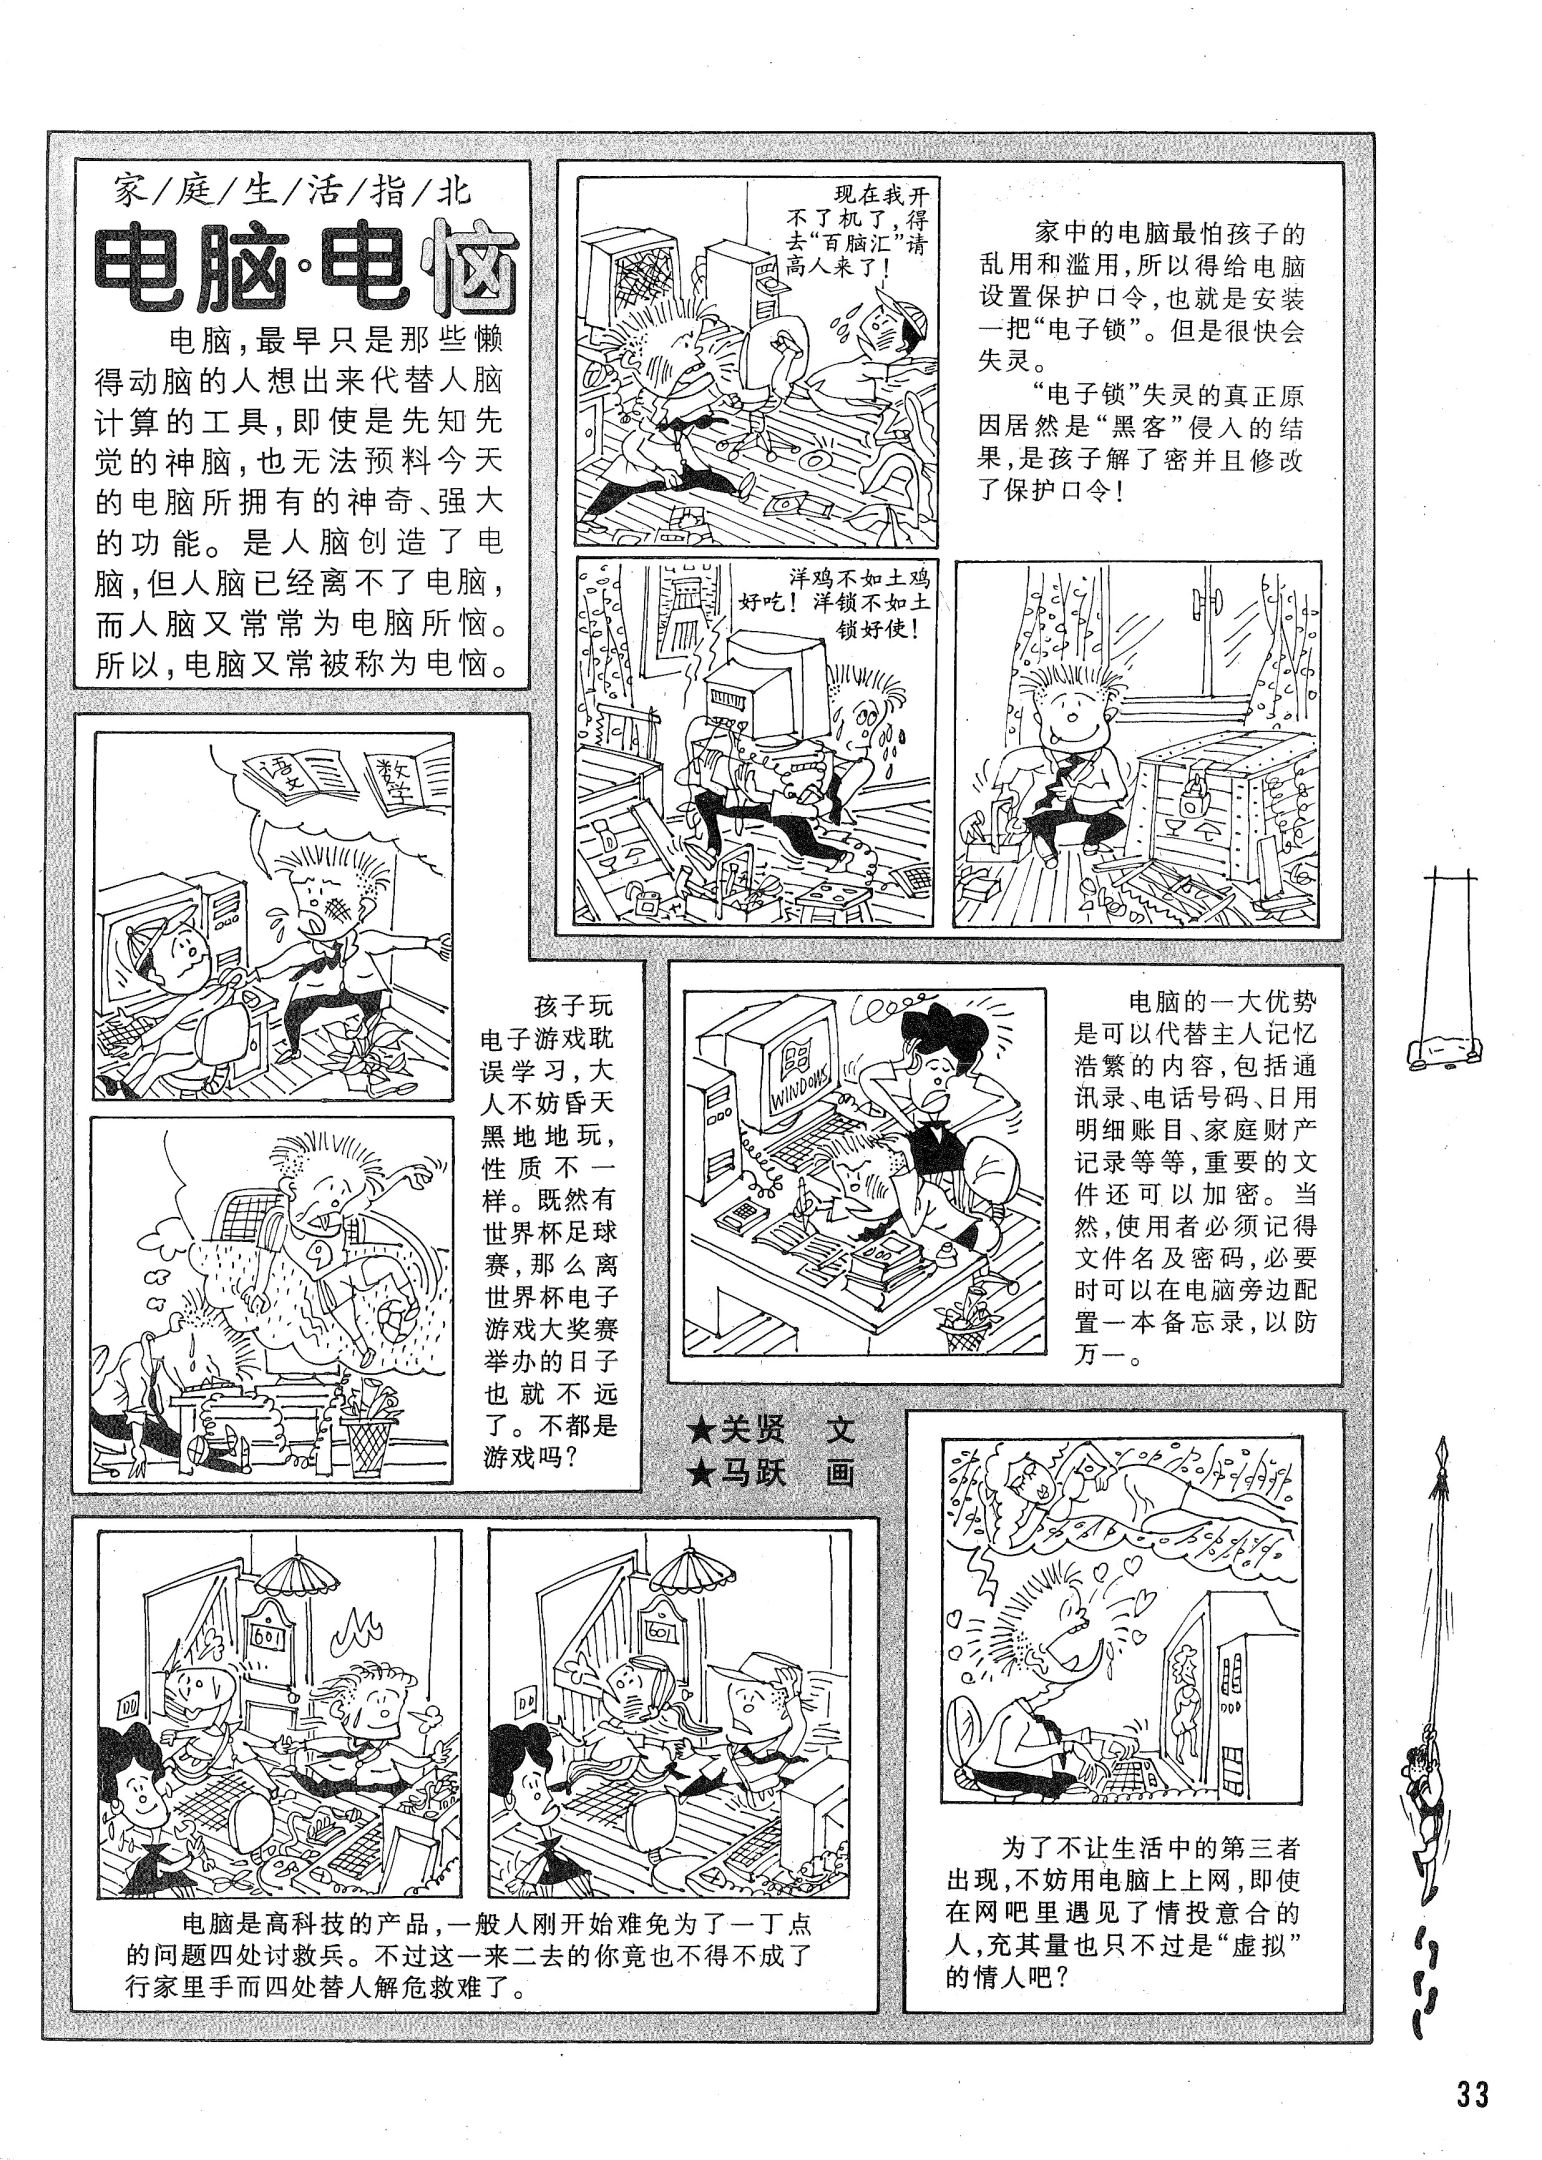 家/庭/生/活/指/北
电脑·电恼
电脑,最早只是那些懒
得动脑的人想出来代替人脑
计算的工具,即使是先知先
觉的神脑,也无法预料今天
的电脑所拥有的神奇、强大
的功能。是人脑创造了电
脑,但人脑已经离不了电脑,
而人脑又常常为电脑所恼。
所以,电脑又常被称为电恼。
现在我开
不了机了,得
去“百脑汇”请
高人来了!
家中的电脑最怕孩子的
乱用和滥用,所以得给电脑
设置保护口令,也就是安装
一把“电子锁”。但是很快会
失灵。
“电子锁”失灵的真正原
因居然是“黑客”侵入的结
果,是孩子解了密并且修改
了保护口令!
洋鸡不如土鸡
好吃! 洋锁不如土
锁好使!
语文
数学
孩子玩
电子游戏耽
误学习,大
人不妨昏天
黑地地玩,
性质不一
样。既然有
世界杯足球
赛,那么离
世界杯电子
游戏大奖赛
举办的日子
也就不远
了。不都是
游戏吗?
9
WINDOWS
电脑的一大优势
是可以代替主人记忆
浩繁的内容,包括通
讯录、电话号码、日用
明细账目、家庭财产
记录等等,重要的文
件还可以加密。当
然,使用者必须记得
文件名及密码,必要
时可以在电脑旁边配
置一本备忘录,以防
万一。
★关贤 文
★马跃 画
601
601
电脑是高科技的产品,一般人刚开始难免为了一丁点
的问题四处讨救兵。不过这一来二去的你竟也不得不成了
行家里手而四处替人解危救难了。
为了不让生活中的第三者
出现,不妨用电脑上上网,即使
在网吧里遇见了情投意合的
人,充其量也只不过是“虚拟”
的情人吧?
33